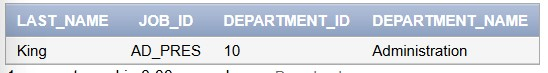 LAST_NAME JOB_ID DEPARTMENT_ID DEPARTMENT_NAME
King AD_PRES 10 Administration